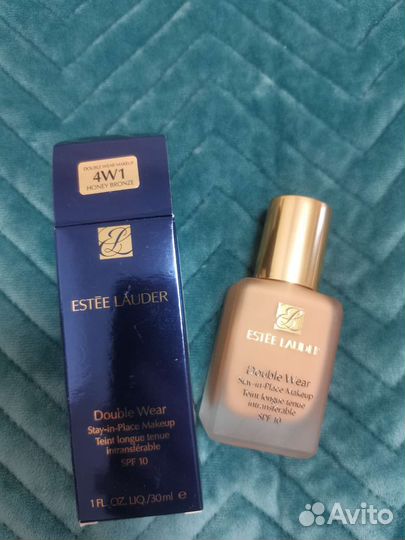 DOUBLE WEAR MAKEUP
4W1
HONEY BRONZE
ESTĒE LAUDER
Double Wear
Stay-in-Place Makeup
Teint longue tenue
intransférable
SPF 10
1 FL. OZ. LIQ./30 ml e
ESTĒE LAUDER
Double Wear
Stay-in-Place Makeup
Teint longue tenue
intransférable
SPF 10
Avito